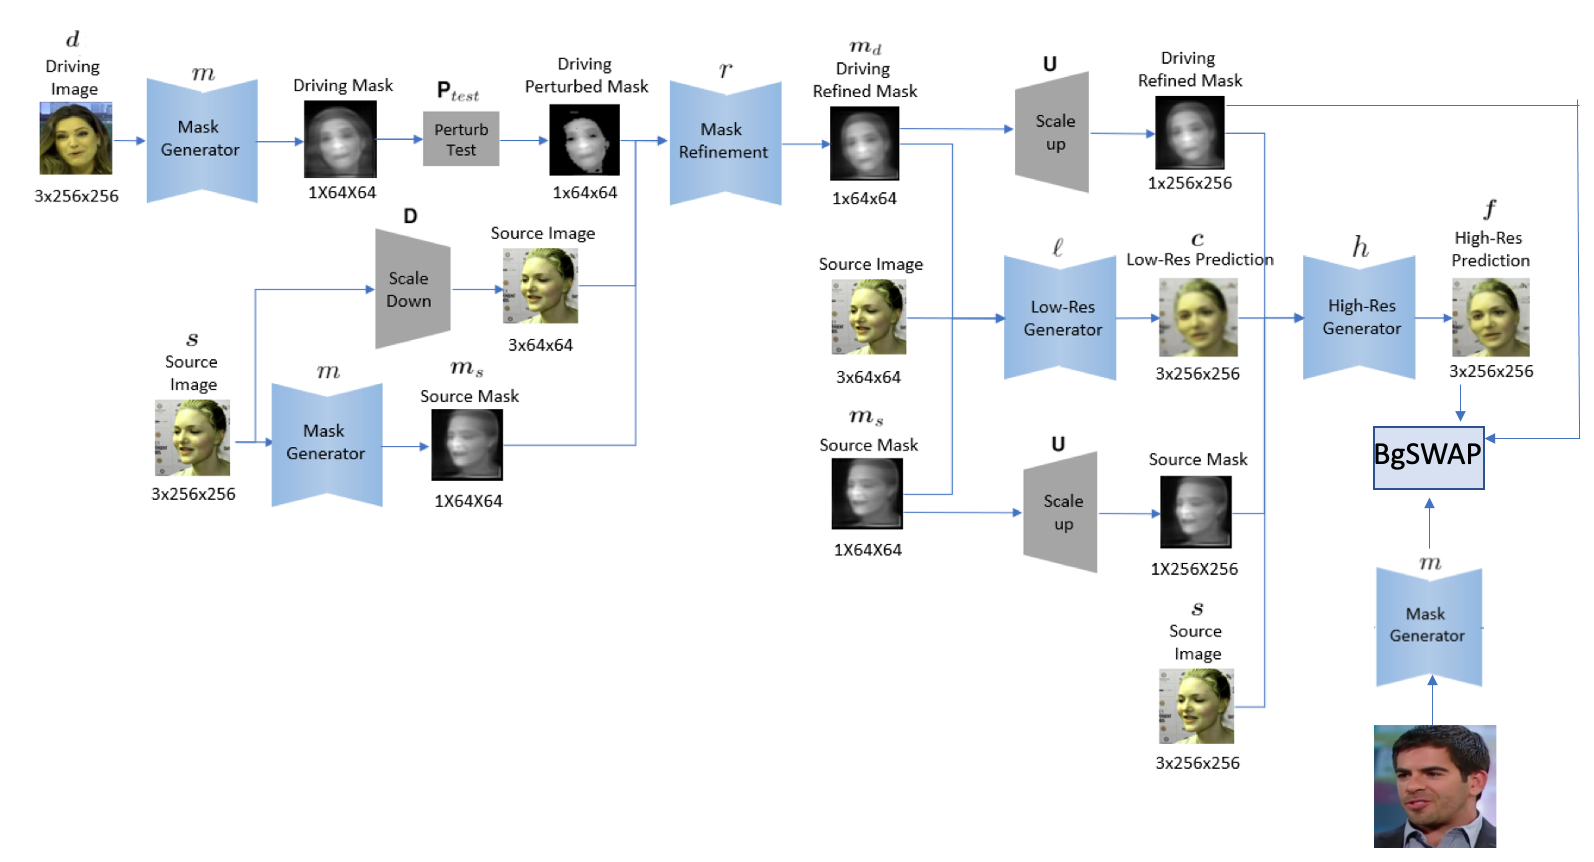 d
Driving
Image
3x256x256
m
Mask
Generator
Driving Mask
1X64X64
P_test
Perturb
Test
Driving
Perturbed Mask
1x64x64
D
Scale
Down
Source Image
3x64x64
s
Source
Image
3x256x256
m
Mask
Generator
m_s
Source Mask
1X64X64
r
Mask
Refinement
m_d
Driving
Refined Mask
1x64x64
Source Image
3x64x64
m_s
Source Mask
1X64X64
U
Scale
up
Driving
Refined Mask
1x256x256
ℓ
Low-Res
Generator
c
Low-Res Prediction
3x256x256
U
Scale
up
Source Mask
1X256X256
s
Source
Image
3x256x256
h
High-Res
Generator
f
High-Res
Prediction
3x256x256
BgSWAP
m
Mask
Generator